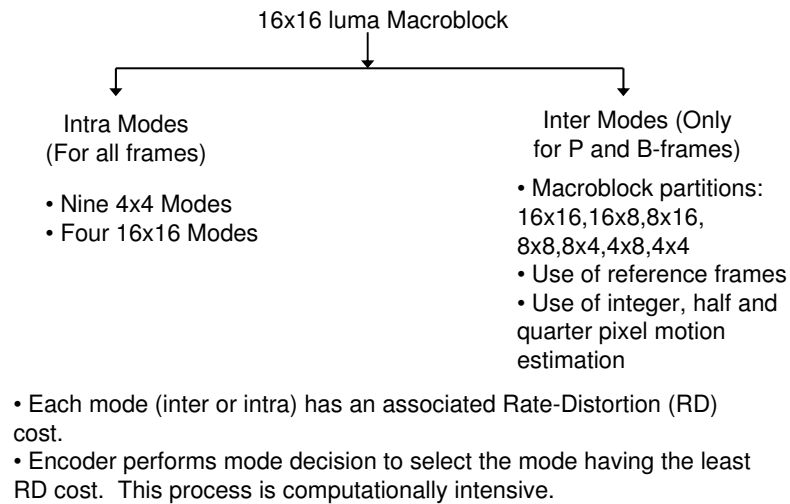 16x16 luma Macroblock
Intra Modes
(For all frames)
• Nine 4x4 Modes
• Four 16x16 Modes
Inter Modes (Only
for P and B-frames)
• Macroblock partitions:
16x16,16x8,8x16,
8x8,8x4,4x8,4x4
• Use of reference frames
• Use of integer, half and
quarter pixel motion
estimation
• Each mode (inter or intra) has an associated Rate-Distortion (RD)
cost.
• Encoder performs mode decision to select the mode having the least
RD cost.  This process is computationally intensive.